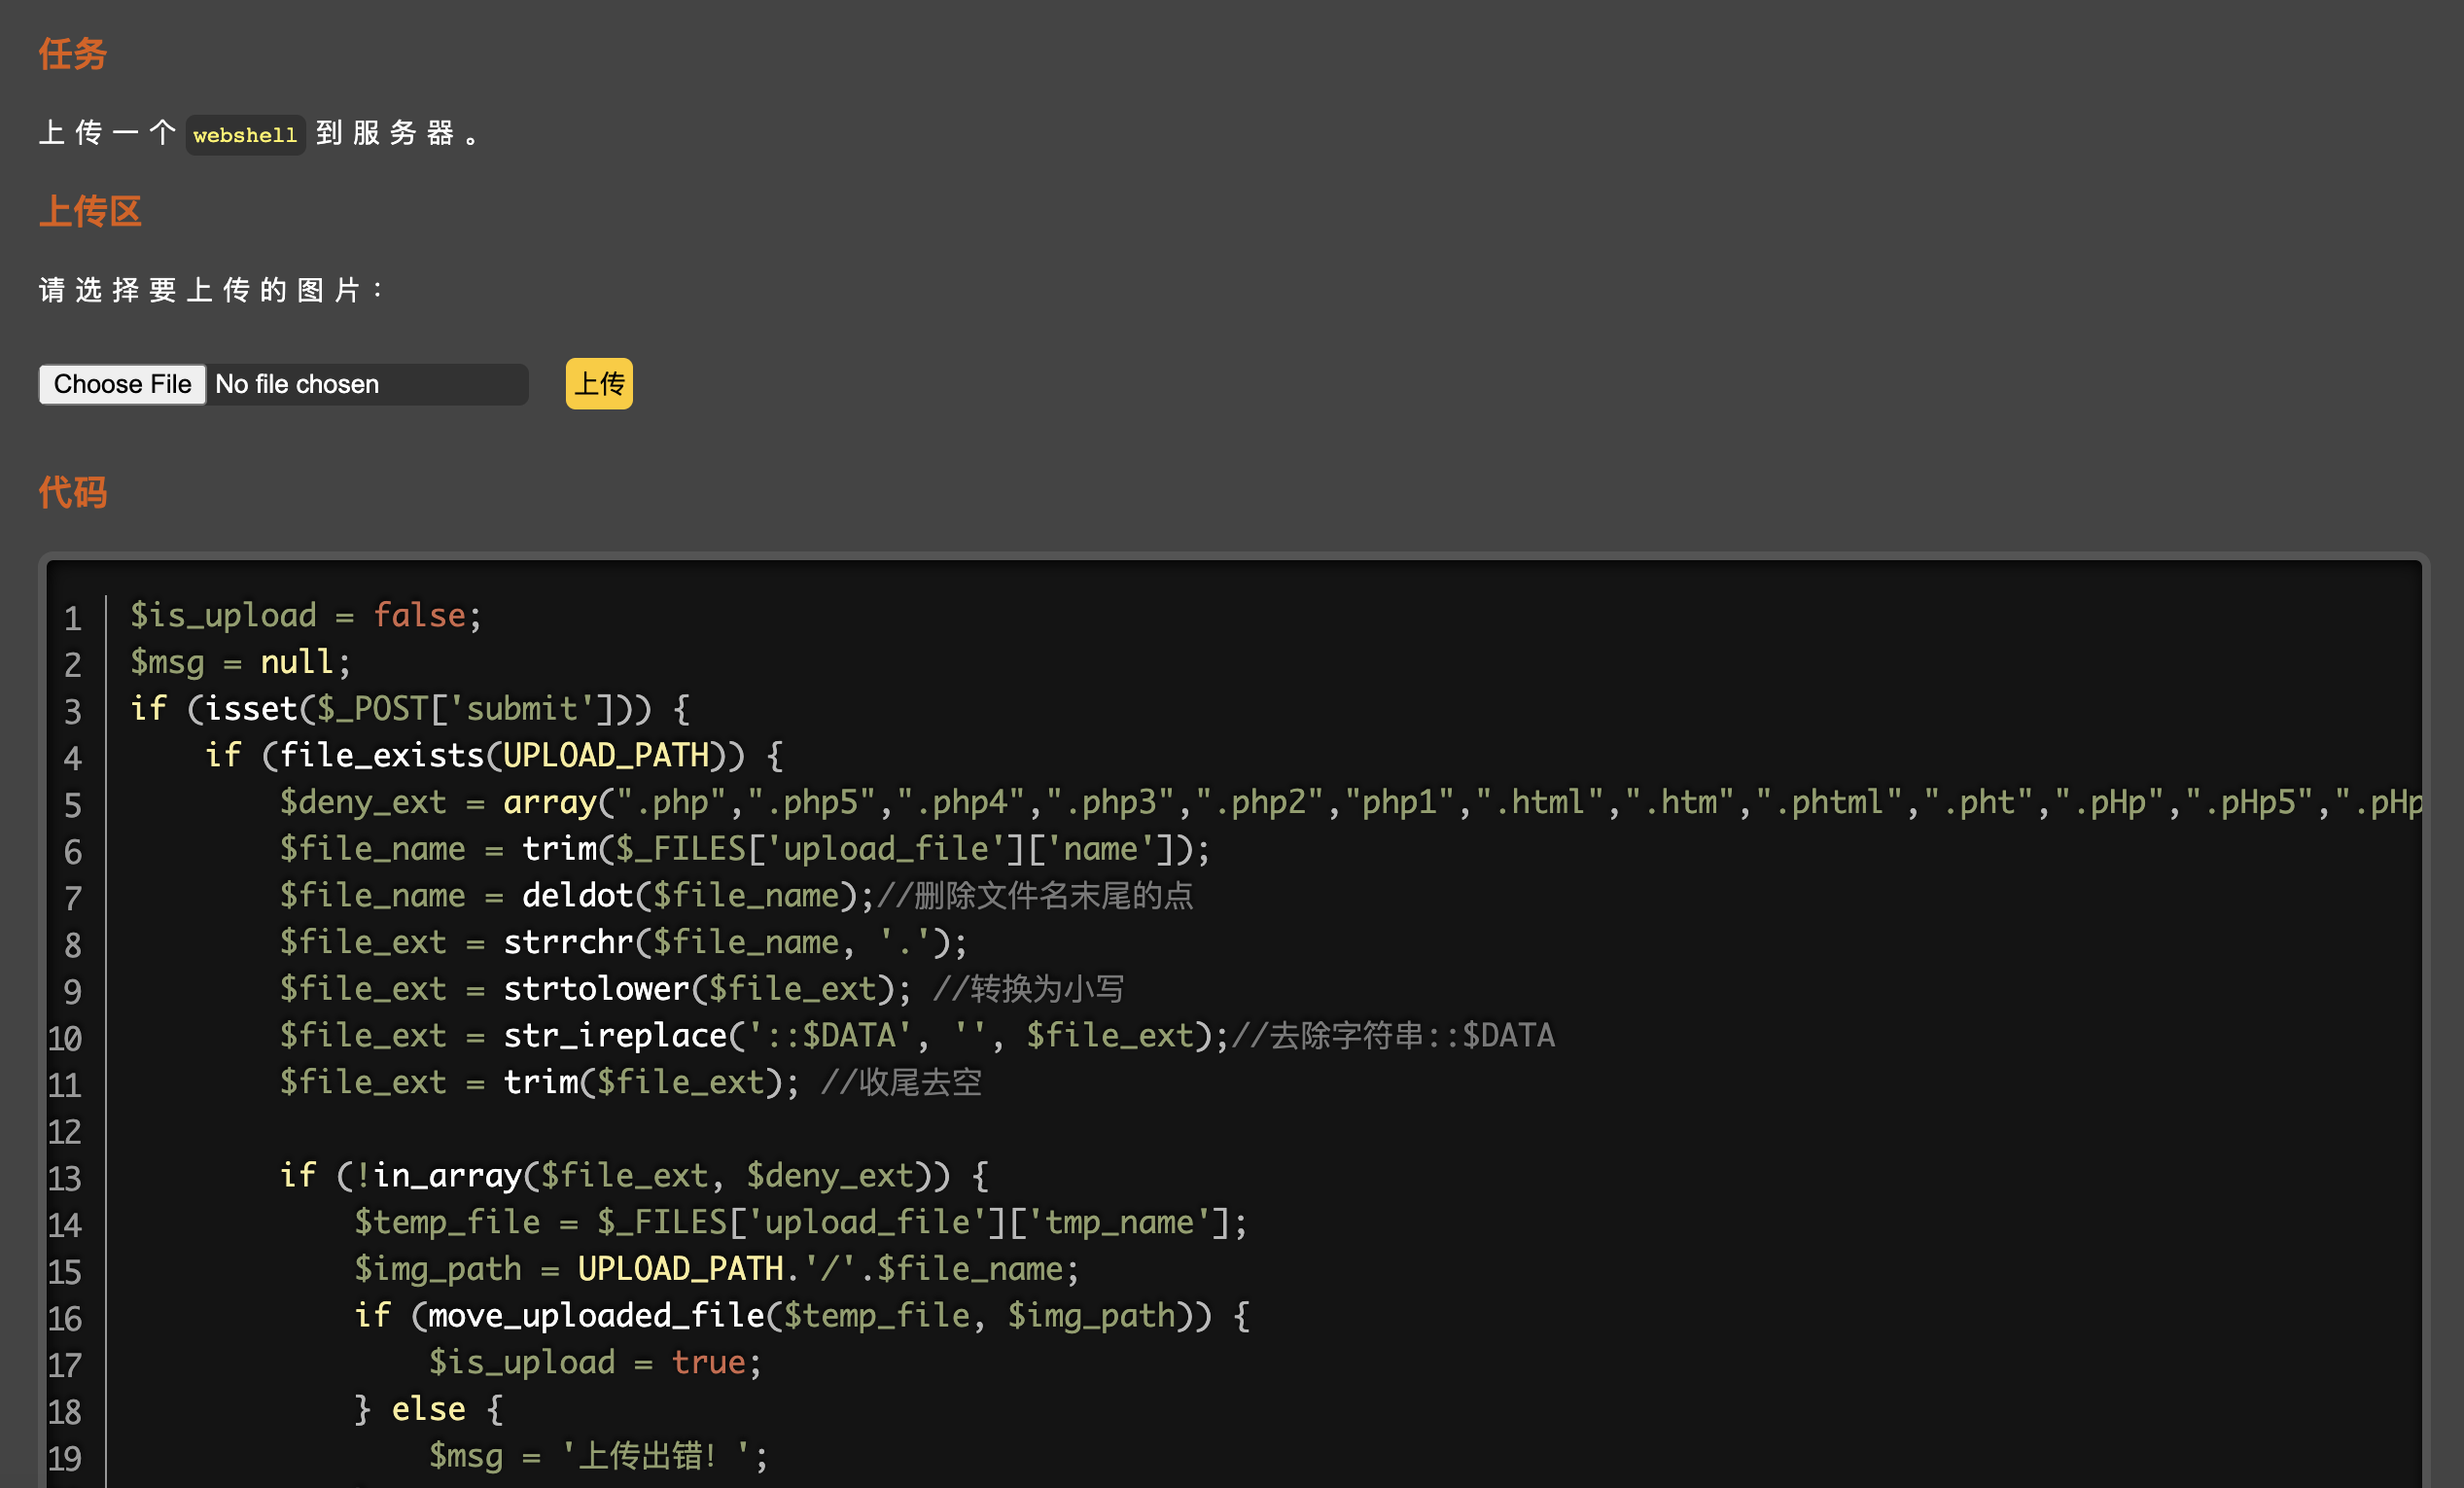 任务
上传一个 webshell 到服务器。
上传区
请选择要上传的图片：
Choose File No file chosen 上传
代码
1 $is_upload = false;
2 $msg = null;
3 if (isset($_POST['submit'])) {
4 if (file_exists(UPLOAD_PATH)) {
5 $deny_ext = array(".php",".php5",".php4",".php3",".php2","php1",".html",".htm",".phtml",".pht",".pHp",".pHp5",".pHp
6 $file_name = trim($_FILES['upload_file']['name']);
7 $file_name = deldot($file_name);//删除文件名末尾的点
8 $file_ext = strrchr($file_name, '.');
9 $file_ext = strtolower($file_ext); //转换为小写
10 $file_ext = str_ireplace('::$DATA', '', $file_ext);//去除字符串::$DATA
11 $file_ext = trim($file_ext); //收尾去空
12
13 if (!in_array($file_ext, $deny_ext)) {
14 $temp_file = $_FILES['upload_file']['tmp_name'];
15 $img_path = UPLOAD_PATH.'/'.$file_name;
16 if (move_uploaded_file($temp_file, $img_path)) {
17 $is_upload = true;
18 } else {
19 $msg = '上传出错！';